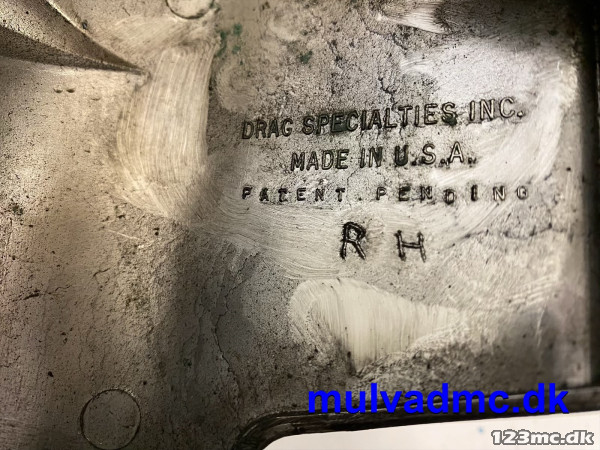 DRAG SPECIALTIES INC.
MADE IN U.S.A.
PATENT PENDING
RH
mulvadmc.dk
123mc.dk